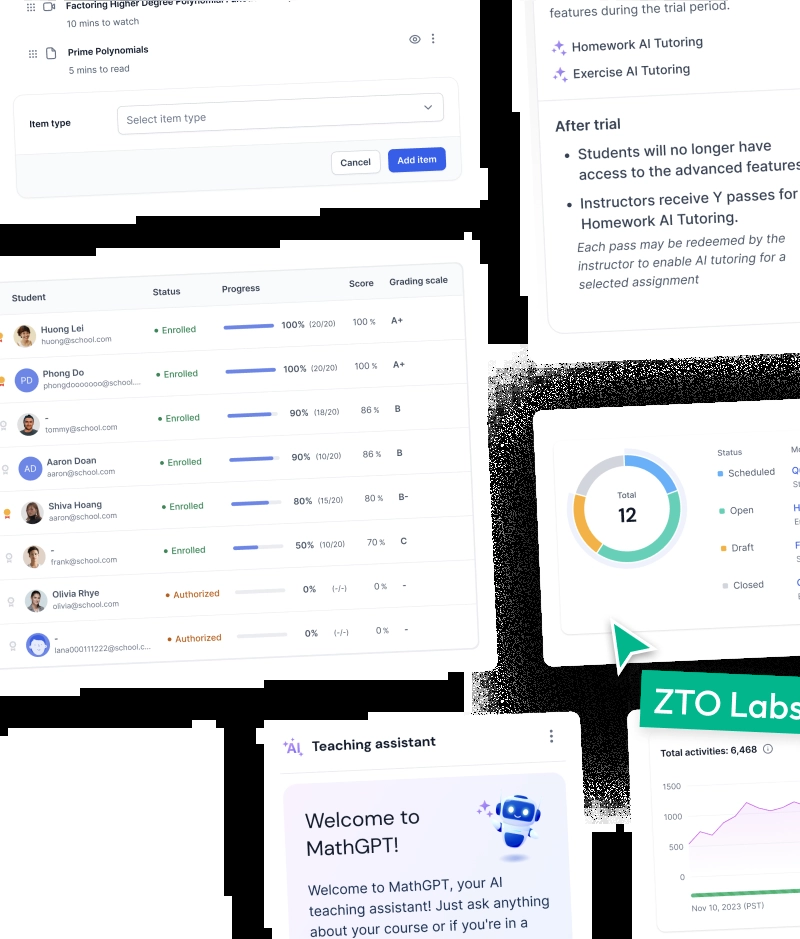 Factoring Higher Degree Polynomial
10 mins to watch
Prime Polynomials
5 mins to read
Item type
Select item type
Cancel
Add item
features during the trial period.
Homework AI Tutoring
Exercise AI Tutoring
After trial
• Students will no longer have
access to the advanced features
• Instructors receive Y passes for
Homework AI Tutoring.
Each pass may be redeemed by the
instructor to enable AI tutoring for a
selected assignment
Student Status Progress Score Grading scale
Huong Lei
huong@school.com
• Enrolled 100% (20/20) 100 % A+
PD
Phong Do
phongdooooooo@school....
• Enrolled 100% (20/20) 100 % A+
-
tommy@school.com
• Enrolled 90% (18/20) 86 % B
AD
Aaron Doan
aaron@school.com
• Enrolled 90% (10/20) 86 % B
Shiva Hoang
aaron@school.com
• Enrolled 80% (15/20) 80 % B-
-
frank@school.com
• Enrolled 50% (10/20) 70 % C
Olivia Rhye
olivia@school.com
• Authorized 0% (-/-) 0 % -
-
lana000111222@school.c...
• Authorized 0% (-/-) 0 % -
Total
12
Status
Scheduled
Open
Draft
Closed
ZTO Labs
AI Teaching assistant
Welcome to
MathGPT!
Welcome to MathGPT, your AI
teaching assistant! Just ask anything
about your course or if you're in a
Total activities: 6,468
1500
1000
500
0
Nov 10, 2023 (PST)